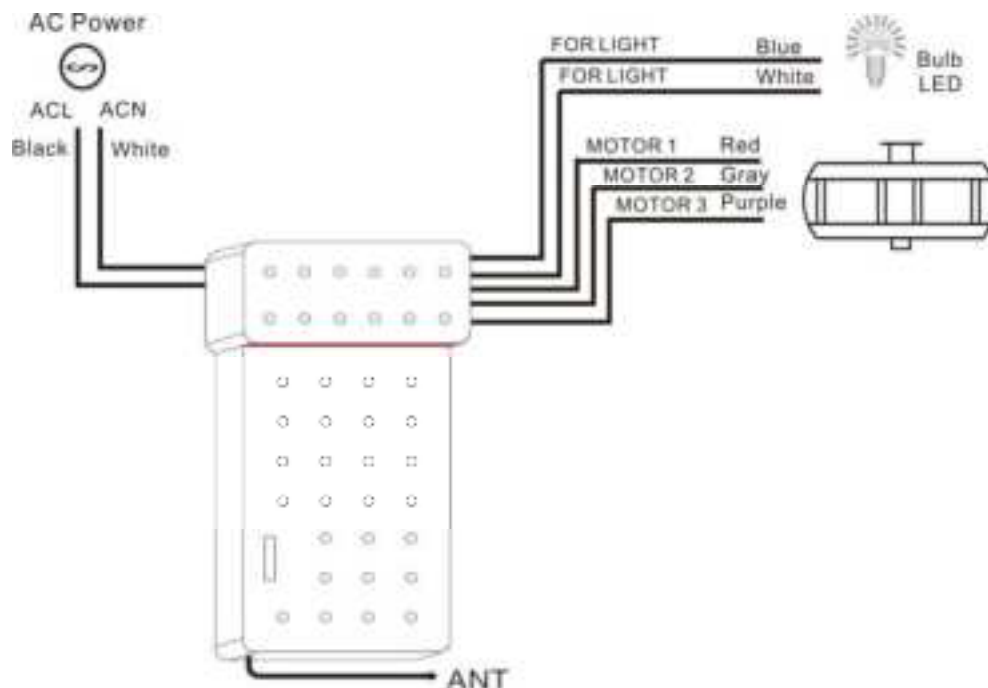 AC Power
ACL ACN
Black White
FOR LIGHT Blue
FOR LIGHT White
Bulb
LED
MOTOR 1 Red
MOTOR 2 Gray
MOTOR 3 Purple
ANT